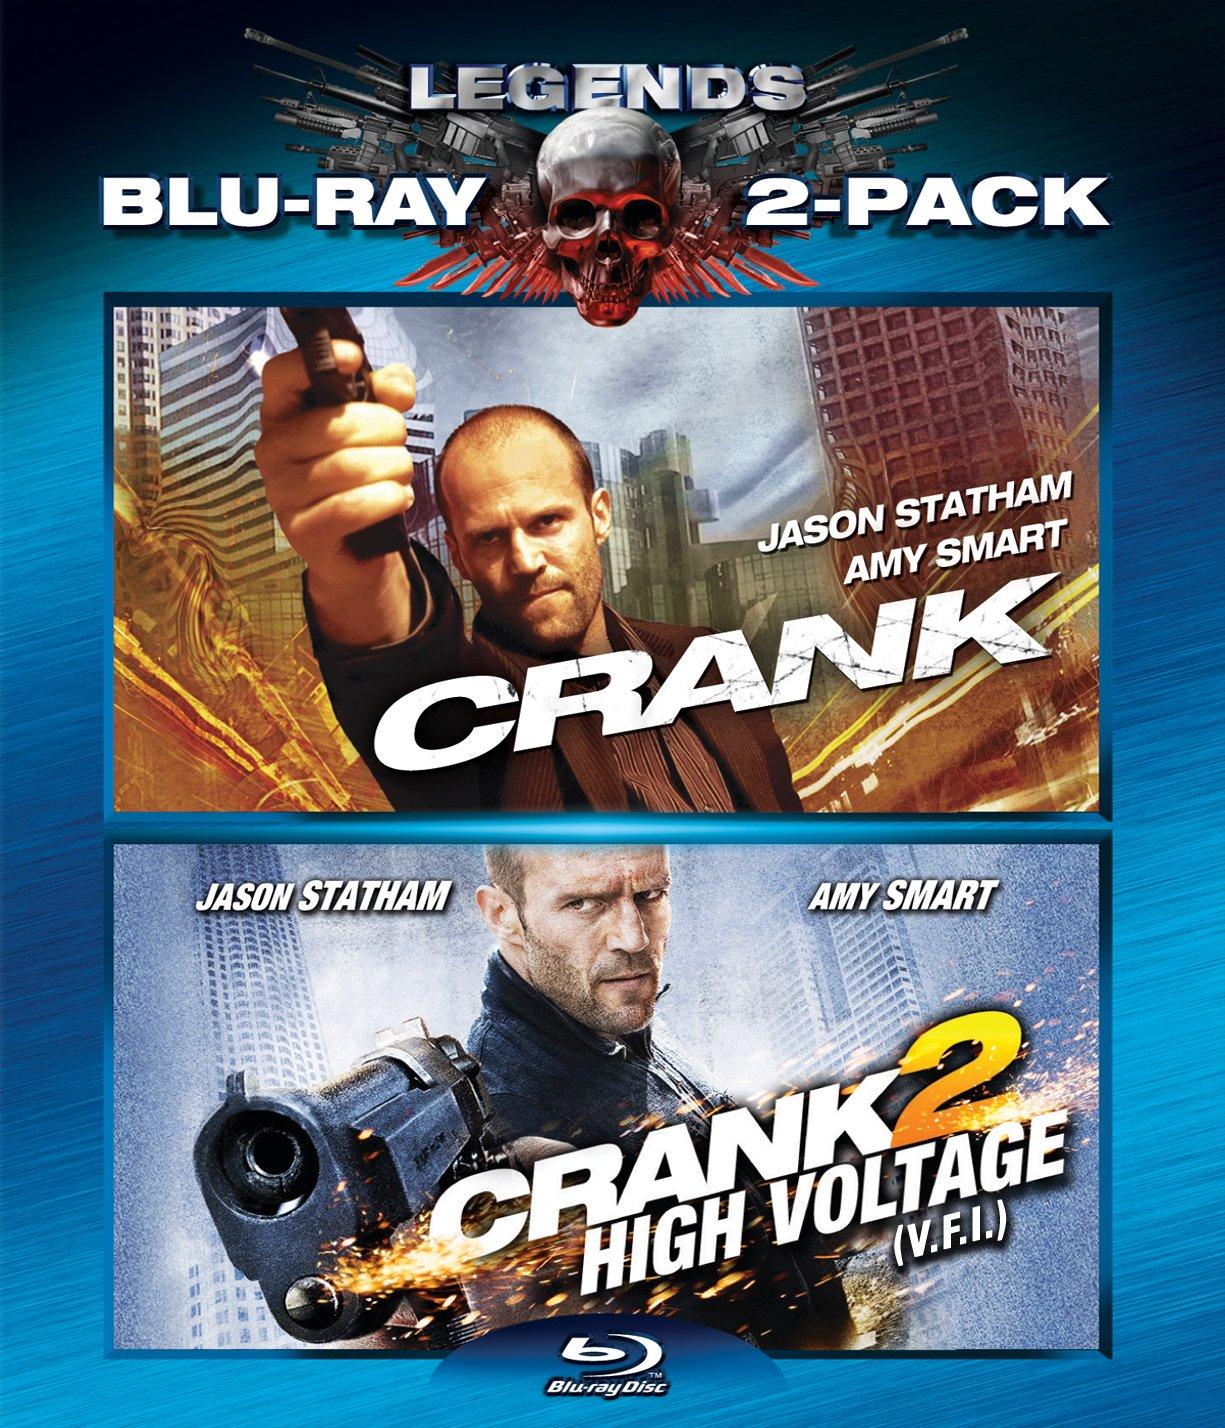 LEGENDS
BLU-RAY 2-PACK
JASON STATHAM
AMY SMART
CRANK
JASON STATHAM AMY SMART
CRANK 2
HIGH VOLTAGE
(V.F.I.)
Blu-ray Disc™